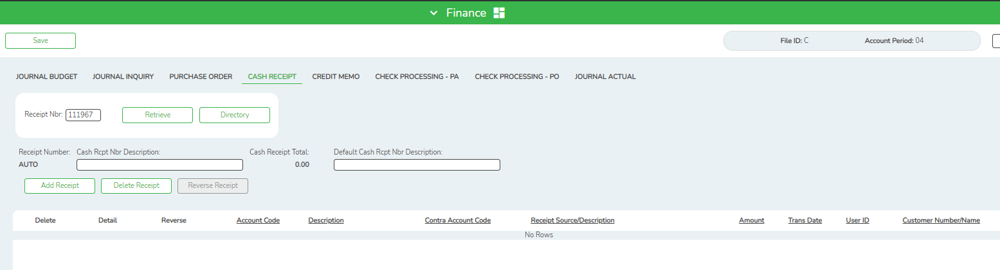 Finance
Save
File ID: C Account Period: 04
JOURNAL BUDGET JOURNAL INQUIRY PURCHASE ORDER CASH RECEIPT CREDIT MEMO CHECK PROCESSING - PA CHECK PROCESSING - PO JOURNAL ACTUAL
Receipt Nbr: 111967 Retrieve Directory
Receipt Number: Cash Rcpt Nbr Description: Cash Receipt Total: Default Cash Rcpt Nbr Description:
AUTO 0.00
Add Receipt Delete Receipt Reverse Receipt
Delete Detail Reverse Account Code Description Contra Account Code Receipt Source/Description Amount Trans Date User ID Customer Number/Name
No Rows